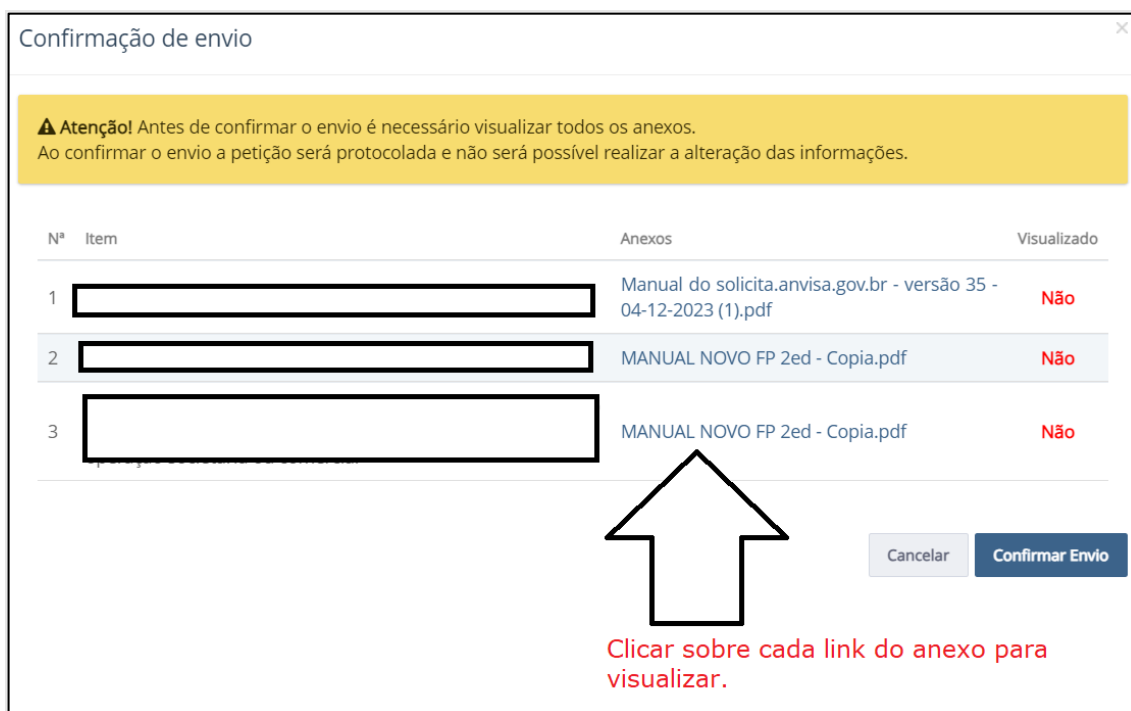 Confirmação de envio
×
Atenção! Antes de confirmar o envio é necessário visualizar todos os anexos.
Ao confirmar o envio a petição será protocolada e não será possível realizar a alteração das informações.
Nª Item Anexos Visualizado
1 Manual do solicita.anvisa.gov.br - versão 35 - Não
04-12-2023 (1).pdf
2 MANUAL NOVO FP 2ed - Copia.pdf Não
3 MANUAL NOVO FP 2ed - Copia.pdf Não
Cancelar Confirmar Envio
Clicar sobre cada link do anexo para
visualizar.